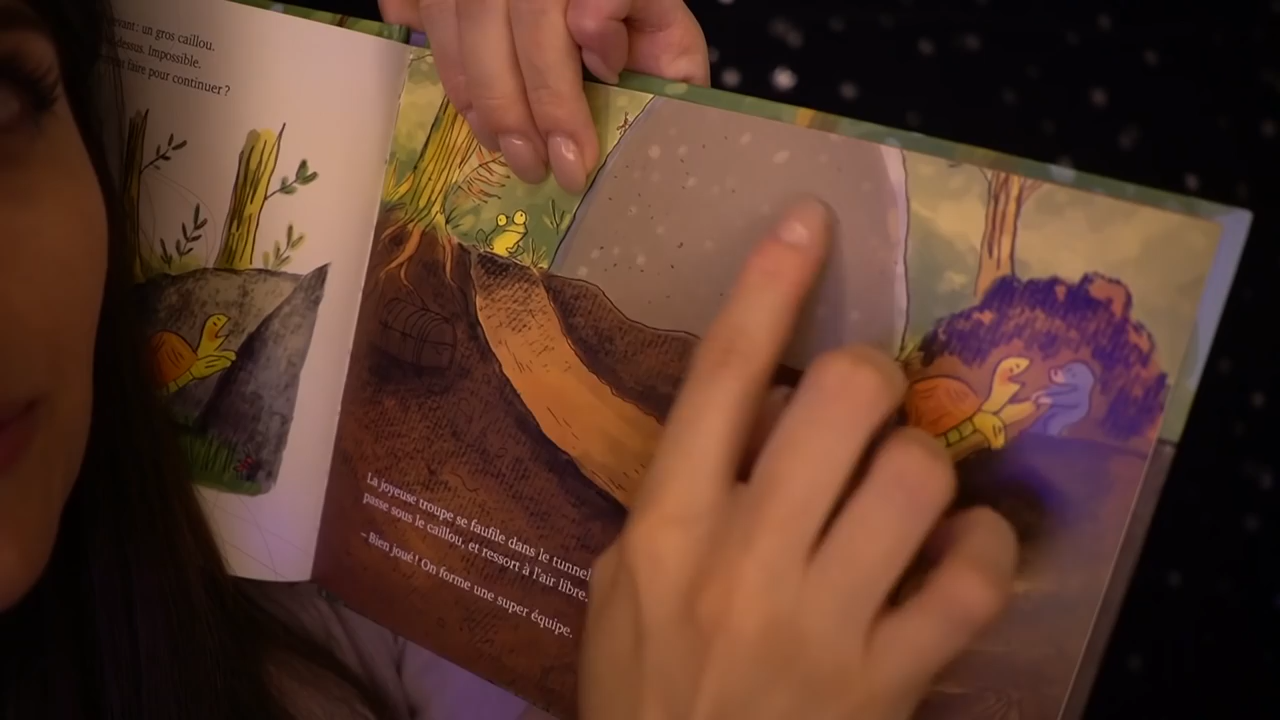 devant : un gros caillou.
dessus. Impossible.
faire pour continuer ?
La joyeuse troupe se faufile dans le tunnel
passe sous le caillou, et ressort à l'air libre.
– Bien joué ! On forme une super équipe.